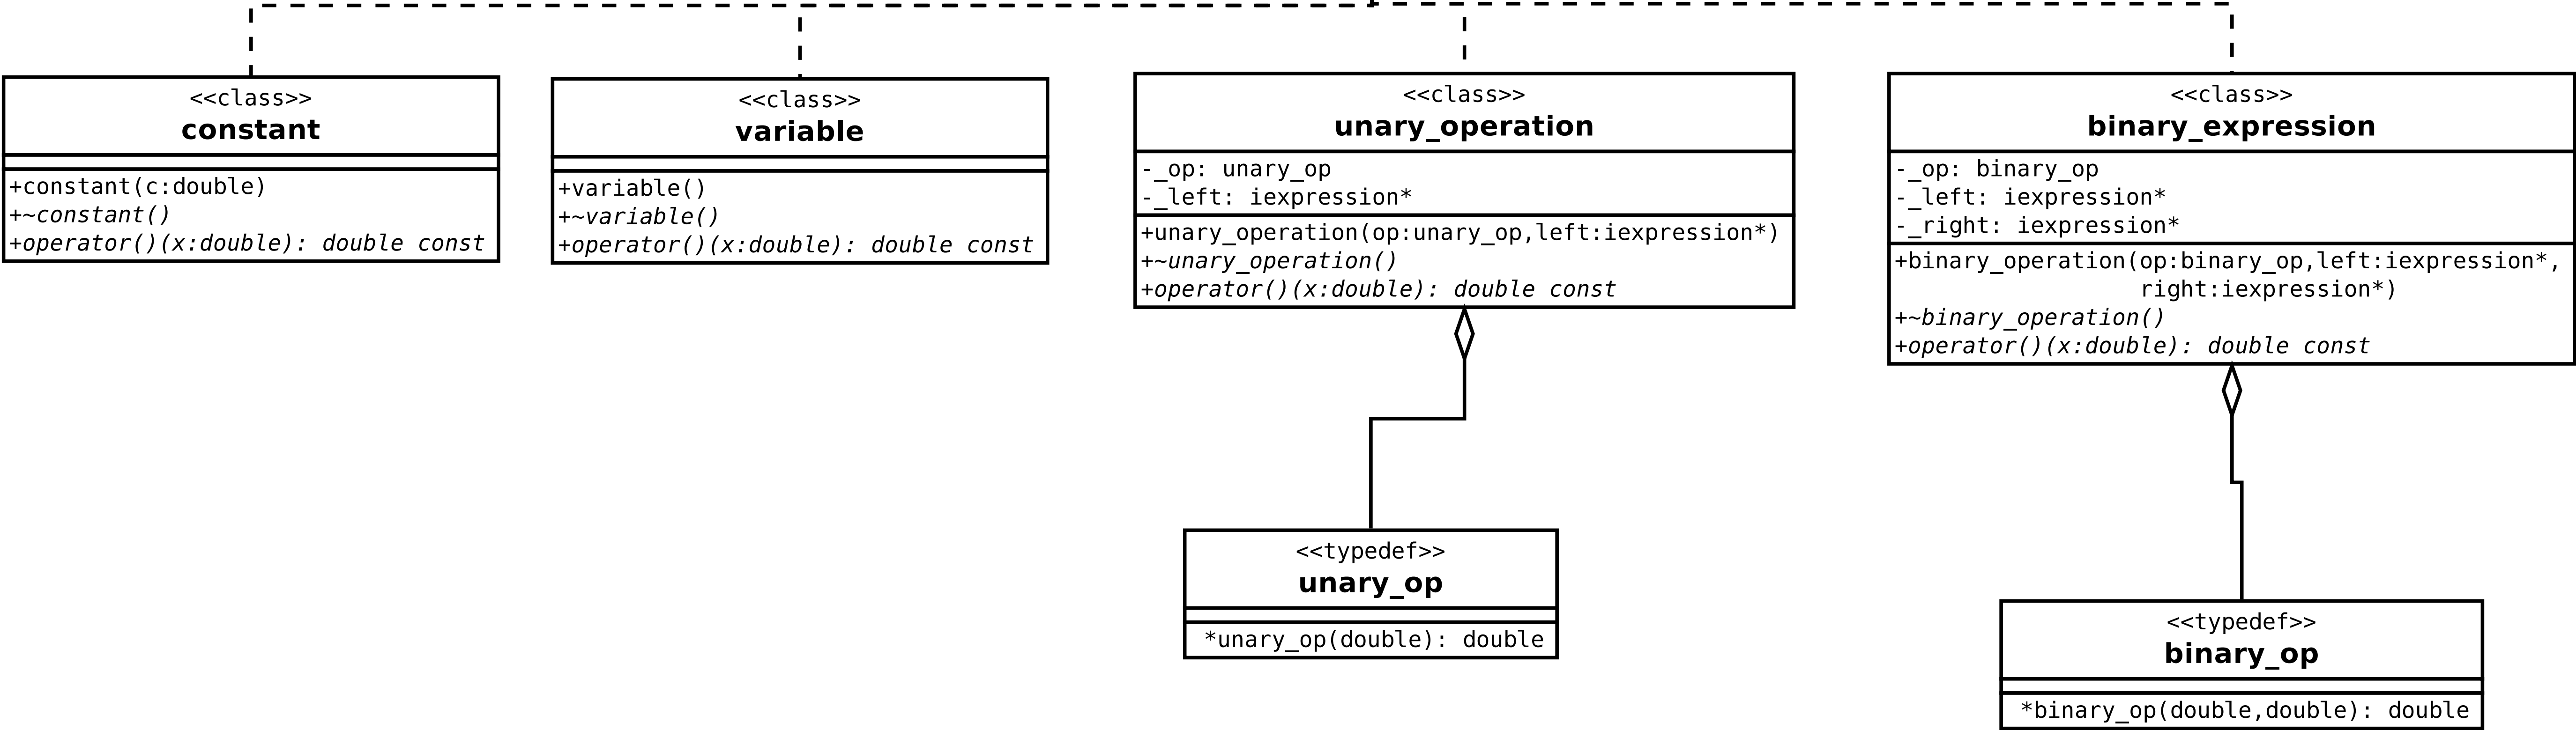 <<class>>
constant
+constant(c:double)
+~constant()
+operator()(x:double): double const
<<class>>
variable
+variable()
+~variable()
+operator()(x:double): double const
<<class>>
unary_operation
-_op: unary_op
-_left: iexpression*
+unary_operation(op:unary_op,left:iexpression*)
+~unary_operation()
+operator()(x:double): double const
<<class>>
binary_expression
-_op: binary_op
-_left: iexpression*
-_right: iexpression*
+binary_operation(op:binary_op,left:iexpression*,
right:iexpression*)
+~binary_operation()
+operator()(x:double): double const
<<typedef>>
unary_op
*unary_op(double): double
<<typedef>>
binary_op
*binary_op(double,double): double